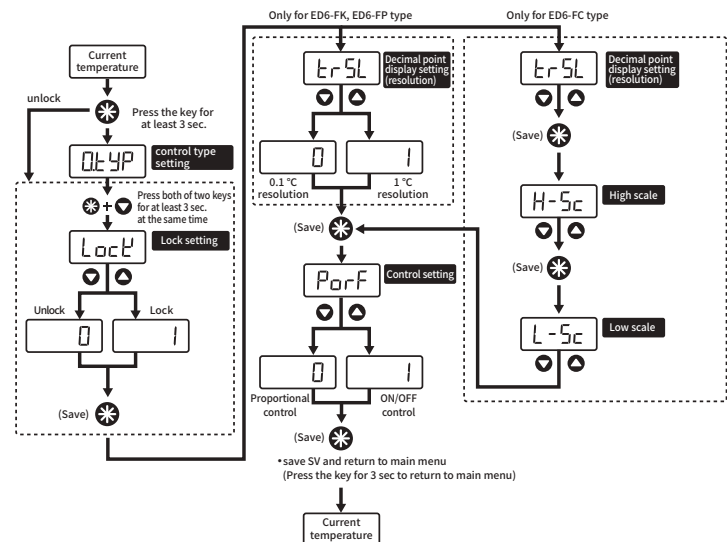 Only for ED6-FK, ED6-FP type
Only for ED6-FC type
Current
temperature
unlock
Press the key for
at least 3 sec.
O.tYP
control type
setting
Press both of two keys
for at least 3 sec.
at the same time
+
LocK
Lock setting
Unlock
Lock
0
1
(Save)
trSL
Decimal point
display setting
(resolution)
0
1
0.1 °C
resolution
1 °C
resolution
(Save)
PorF
Control setting
0
1
Proportional
control
ON/OFF
control
(Save)
•save SV and return to main menu
(Press the key for 3 sec to return to main menu)
Current
temperature
trSL
Decimal point
display setting
(resolution)
(Save)
H-Sc
High scale
(Save)
L-Sc
Low scale